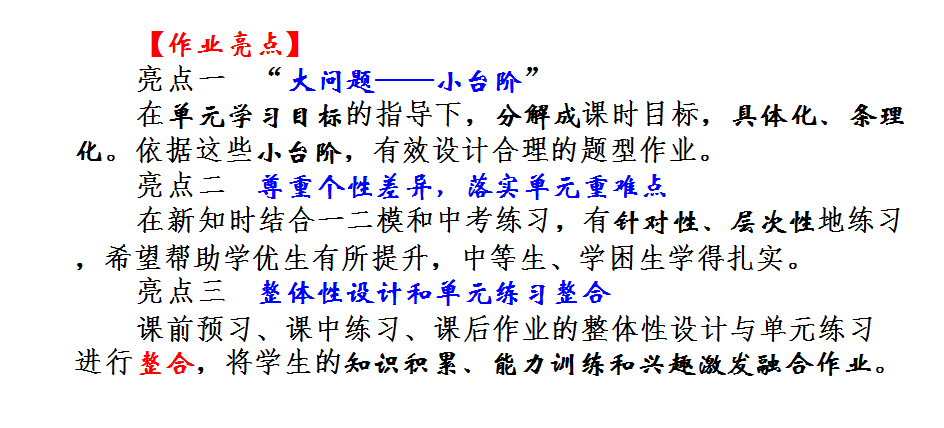 【作业亮点】
亮点一 “大问题——小台阶”
在单元学习目标的指导下，分解成课时目标，具体化、条理
化。依据这些小台阶，有效设计合理的题型作业。
亮点二 尊重个性差异，落实单元重难点
在新知时结合一二模和中考练习，有针对性、层次性地练习
，希望帮助学优生有所提升，中等生、学困生学得扎实。
亮点三 整体性设计和单元练习整合
课前预习、课中练习、课后作业的整体性设计与单元练习
进行整合，将学生的知识积累、能力训练和兴趣激发融合作业。